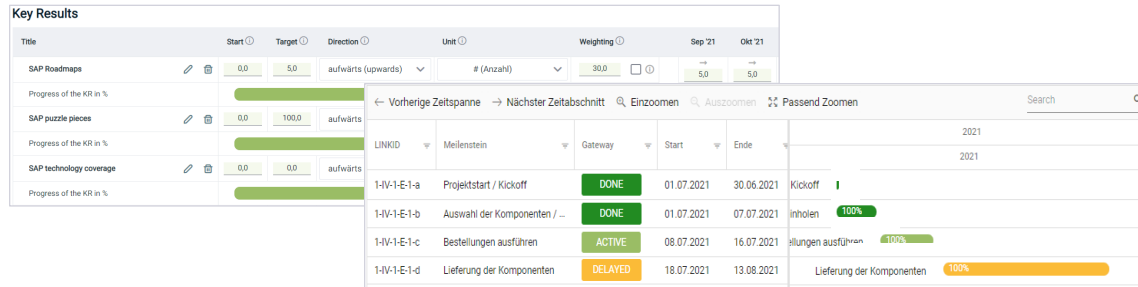 Key Results
Title Start Target Direction Unit Weighting Sep '21 Okt '21
SAP Roadmaps 0,0 5,0 aufwärts (upwards) # (Anzahl) 30,0 5,0 5,0
Progress of the KR in %
SAP puzzle pieces 0,0 100,0 aufwärts
Progress of the KR in %
SAP technology coverage 0,0 0,0 aufwärts
Progress of the KR in %
← Vorherige Zeitspanne → Nächster Zeitabschnitt Einzoomen Auszoomen Passend Zoomen Search
2021
LINKID Meilenstein Gateway Start Ende
2021
1-IV-1-E-1-a Projektstart / Kickoff DONE 01.07.2021 30.06.2021 Kickoff
1-IV-1-E-1-b Auswahl der Komponenten / ... DONE 01.07.2021 07.07.2021 inholen 100%
1-IV-1-E-1-c Bestellungen ausführen ACTIVE 08.07.2021 16.07.2021 ellungen ausführen 100%
1-IV-1-E-1-d Lieferung der Komponenten DELAYED 18.07.2021 13.08.2021 Lieferung der Komponenten 100%